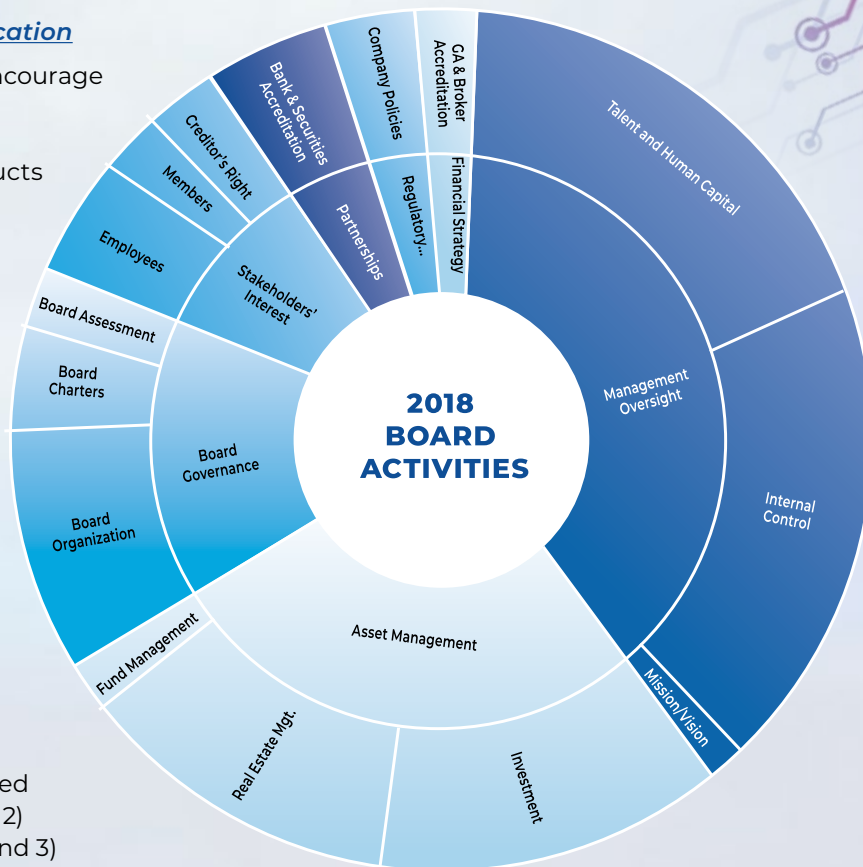 ncourage
ucts
2018
BOARD
ACTIVITIES
Management
Oversight
Talent and Human Capital
Internal
Control
Mission/Vision
Asset Management
Investment
Real Estate Mgt.
Fund Management
Board
Governance
Board
Organization
Board
Charters
Board Assessment
Stakeholders'
Interest
Employees
Members
Creditor's Right
Partnerships
Bank & Securities
Accreditation
Regulatory...
Company Policies
Financial Strategy
GA & Broker
Accreditation
ed
2)
nd 3)